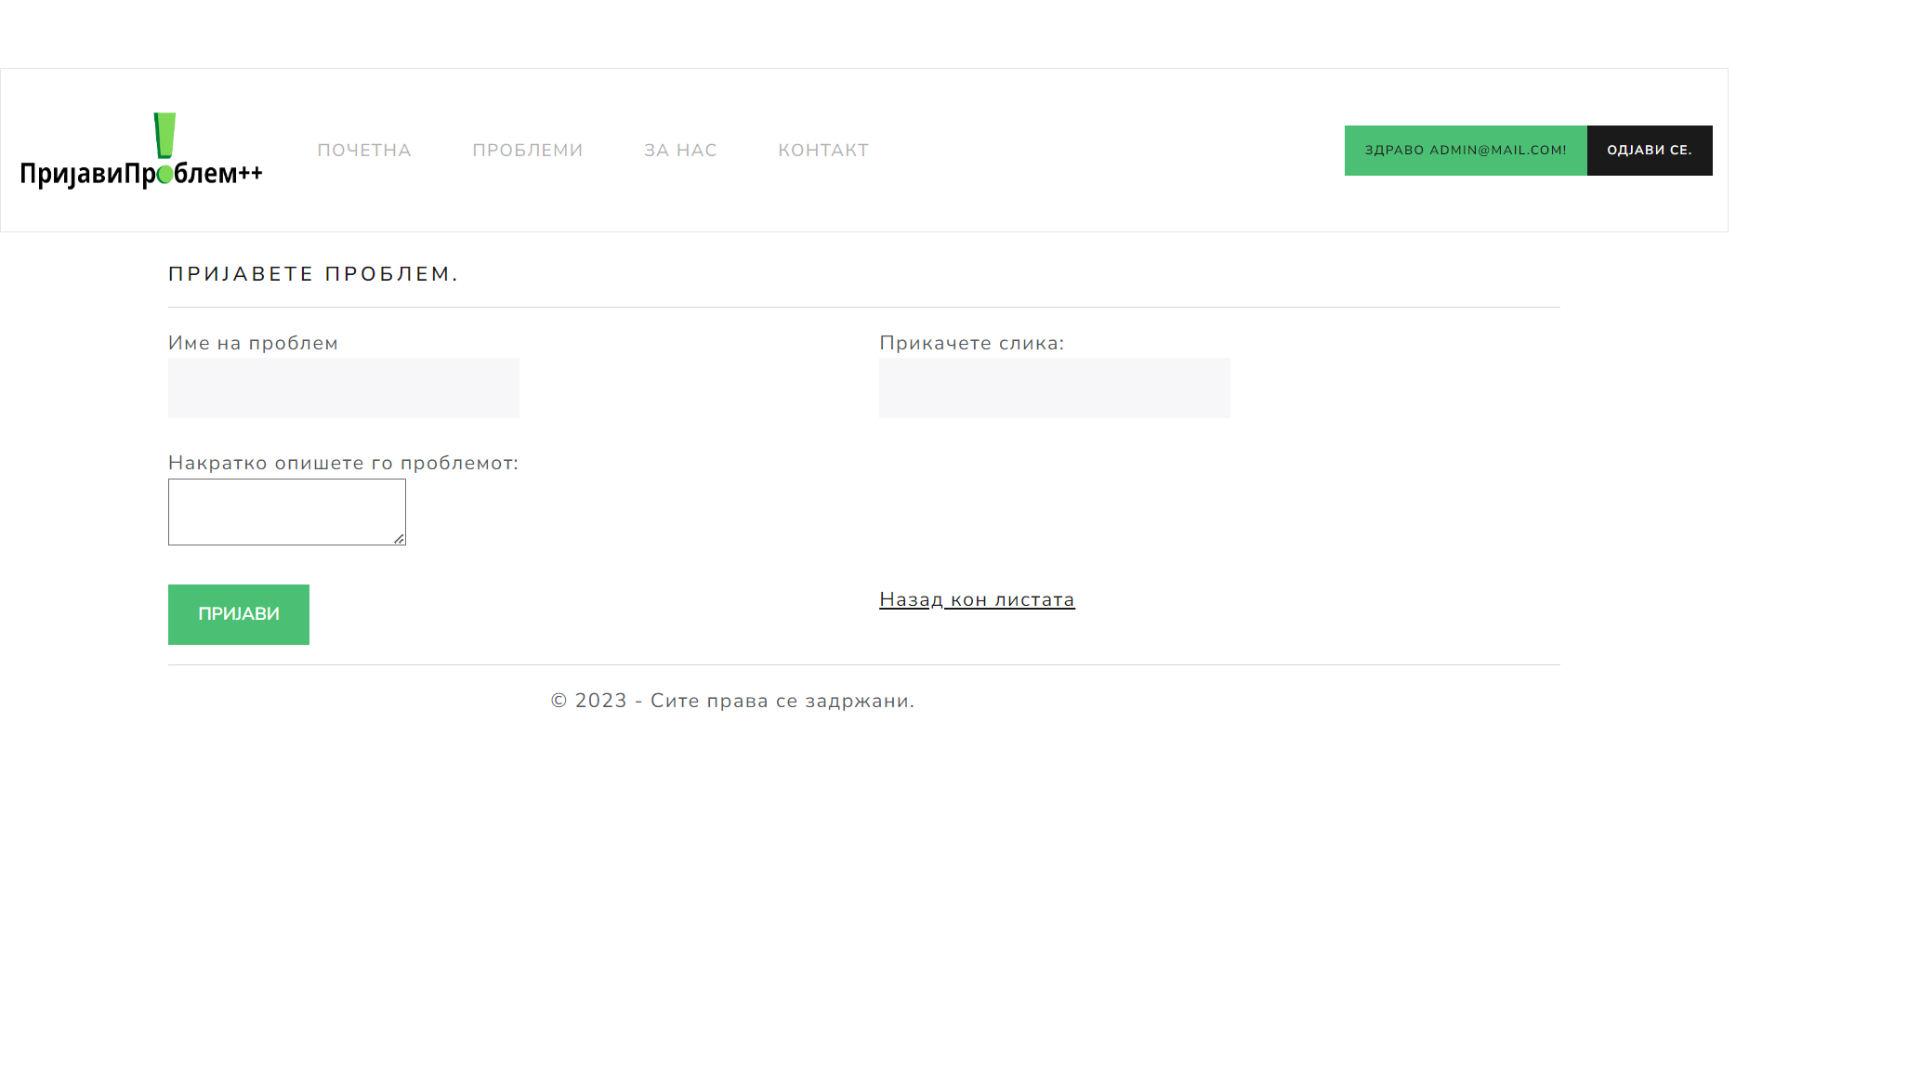 ПријавиПроблем++
ПОЧЕТНА ПРОБЛЕМИ ЗА НАС КОНТАКТ
ЗДРАВО ADMIN@MAIL.COM! ОДЈАВИ СЕ.
ПРИЈАВЕТЕ ПРОБЛЕМ.
Име на проблем
Прикачете слика:
Накратко опишете го проблемот:
ПРИЈАВИ
Назад кон листата
© 2023 - Сите права се задржани.